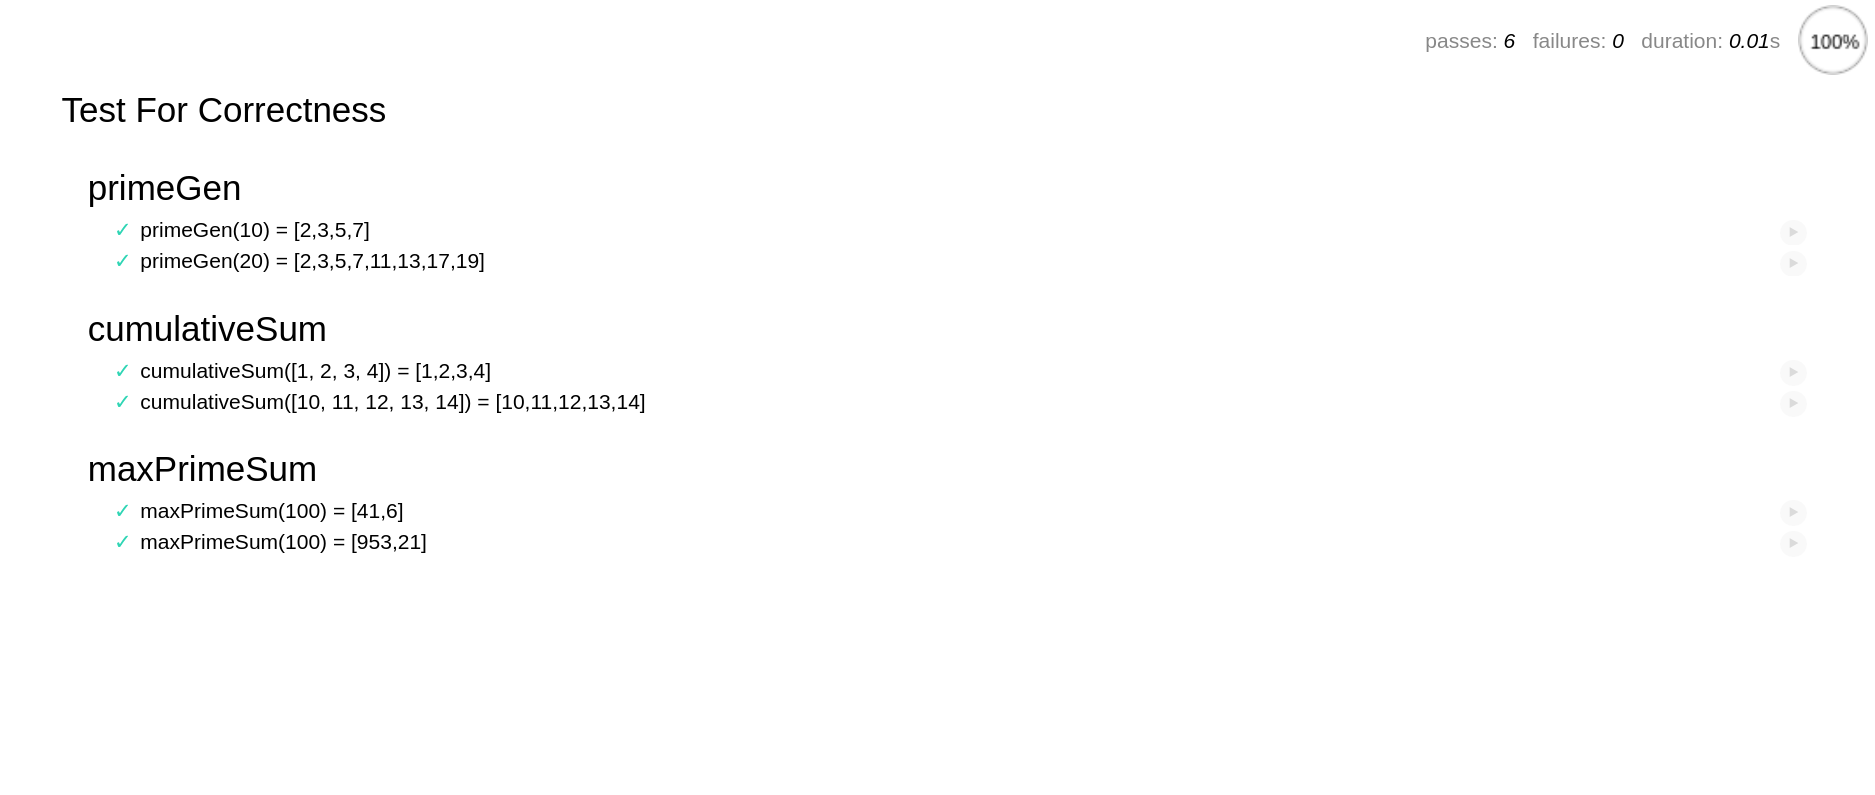 passes: 6 failures: 0 duration: 0.01s 100%
Test For Correctness
primeGen
✓ primeGen(10) = [2,3,5,7]
✓ primeGen(20) = [2,3,5,7,11,13,17,19]
cumulativeSum
✓ cumulativeSum([1, 2, 3, 4]) = [1,2,3,4]
✓ cumulativeSum([10, 11, 12, 13, 14]) = [10,11,12,13,14]
maxPrimeSum
✓ maxPrimeSum(100) = [41,6]
✓ maxPrimeSum(100) = [953,21]